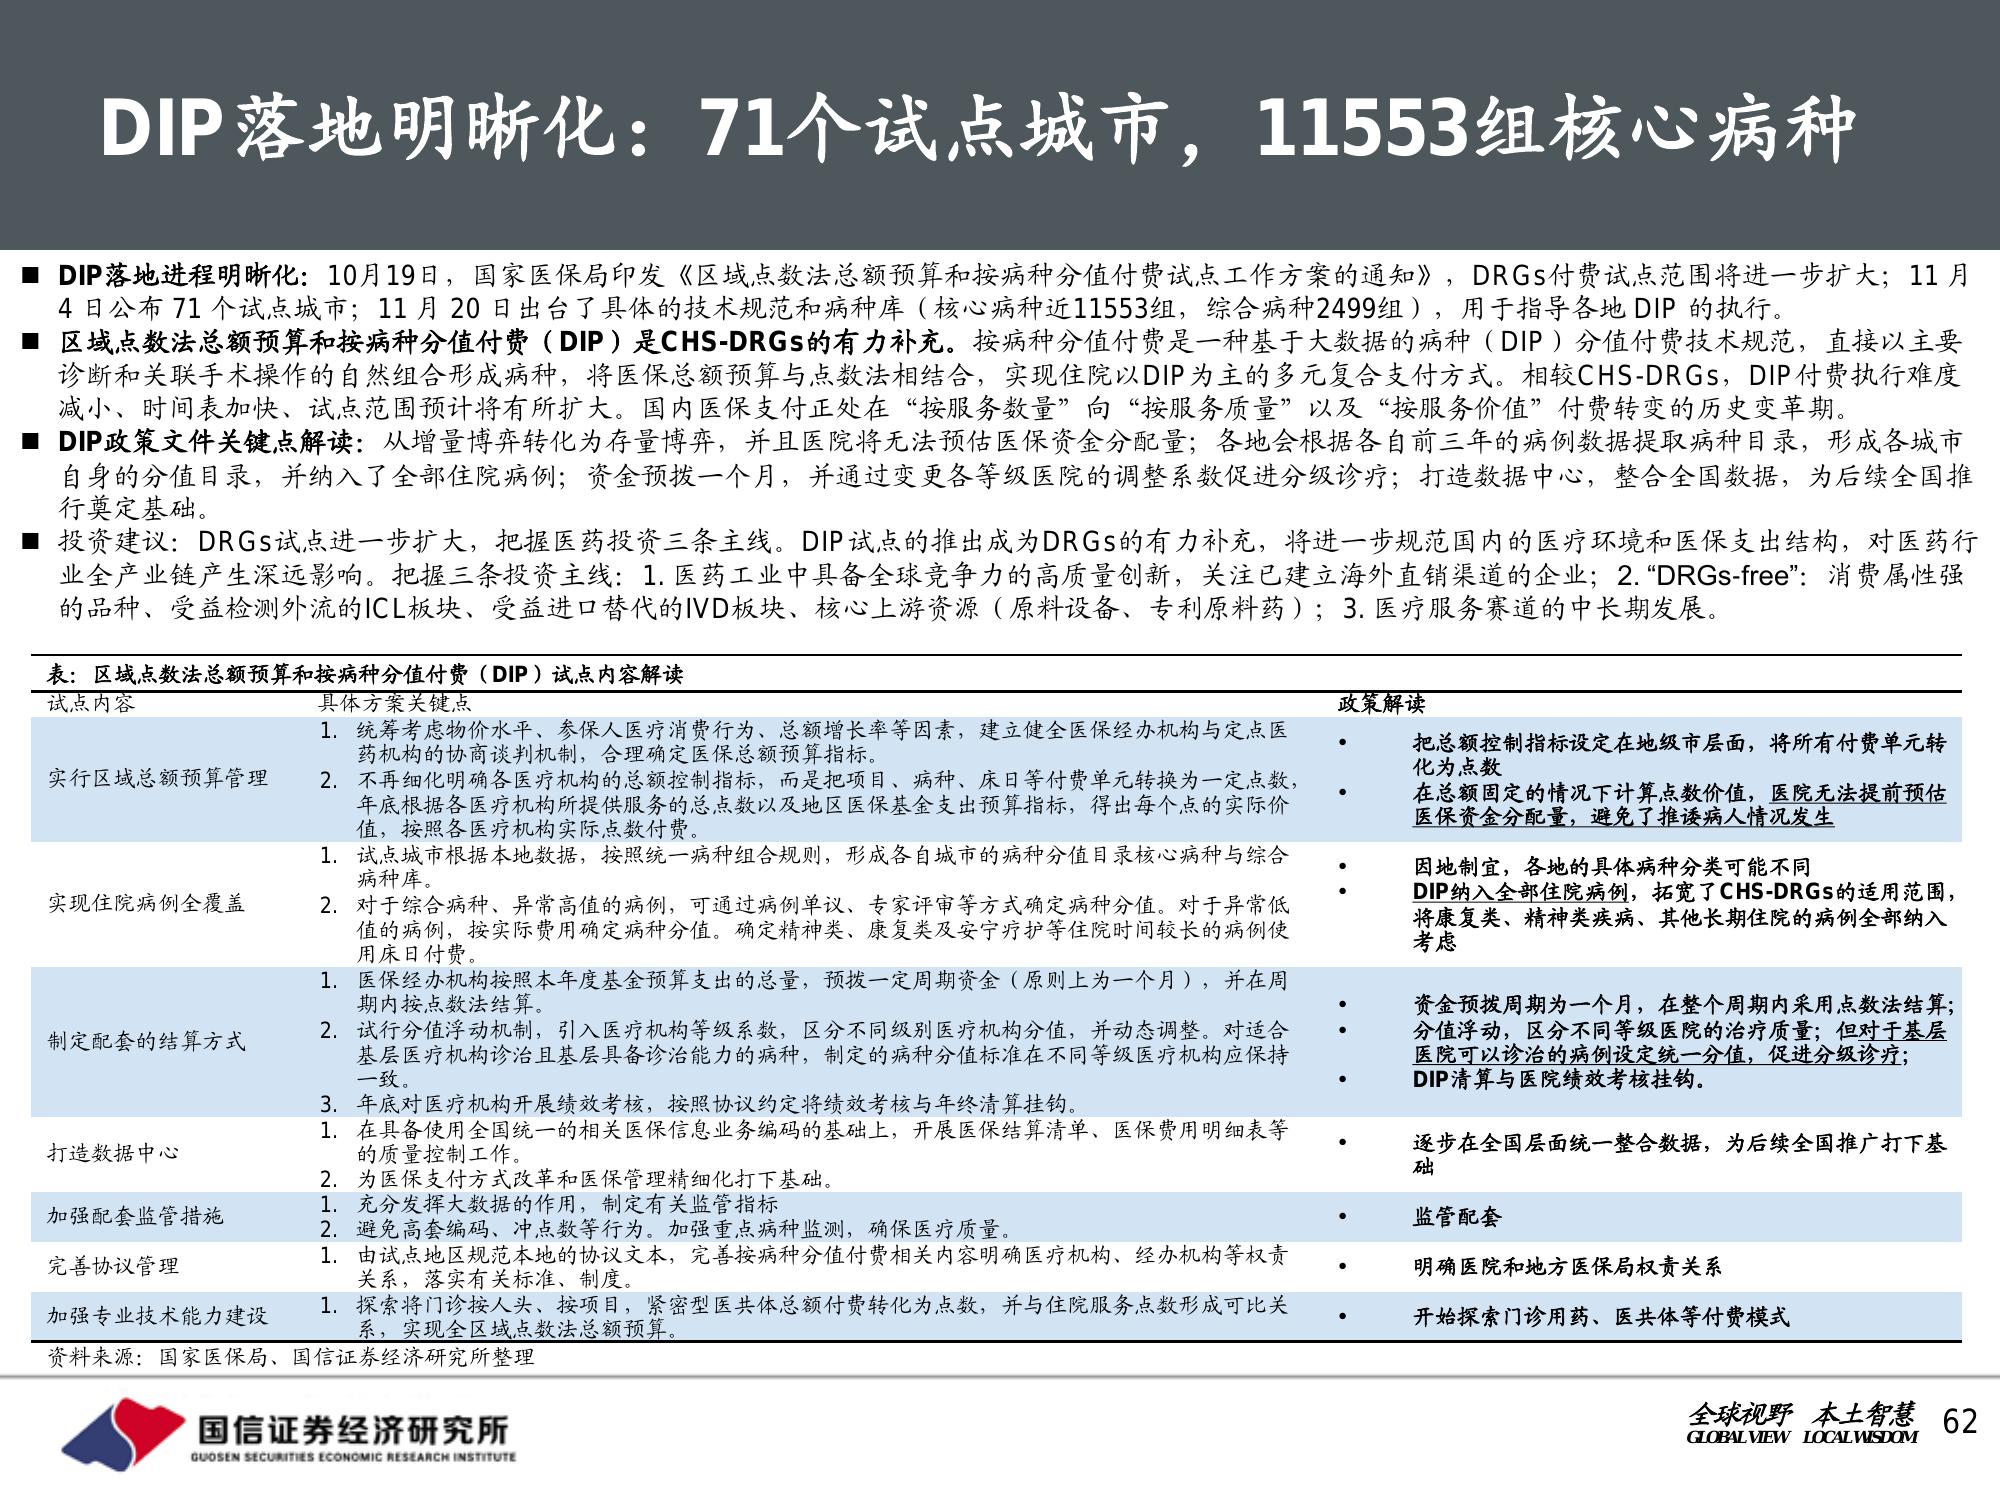 DIP落地明晰化：71个试点城市，11553组核心病种
■ DIP落地进程明晰化：10月19日，国家医保局印发《区域点数法总额预算和按病种分值付费试点工作方案的通知》，DRGs付费试点范围将进一步扩大；11 月
4 日公布 71 个试点城市；11 月 20 日出台了具体的技术规范和病种库（核心病种近11553组，综合病种2499组），用于指导各地 DIP 的执行。
■ 区域点数法总额预算和按病种分值付费（DIP）是CHS-DRGs的有力补充。按病种分值付费是一种基于大数据的病种（DIP）分值付费技术规范，直接以主要
诊断和关联手术操作的自然组合形成病种，将医保总额预算与点数法相结合，实现住院以DIP为主的多元复合支付方式。相较CHS-DRGs，DIP付费执行难度
减小、时间表加快、试点范围预计将有所扩大。国内医保支付正处在“按服务数量”向“按服务质量”以及“按服务价值”付费转变的历史变革期。
■ DIP政策文件关键点解读：从增量博弈转化为存量博弈，并且医院将无法预估医保资金分配量；各地会根据各自前三年的病例数据提取病种目录，形成各城市
自身的分值目录，并纳入了全部住院病例；资金预拨一个月，并通过变更各等级医院的调整系数促进分级诊疗；打造数据中心，整合全国数据，为后续全国推
行奠定基础。
■ 投资建议：DRGs试点进一步扩大，把握医药投资三条主线。DIP试点的推出成为DRGs的有力补充，将进一步规范国内的医疗环境和医保支出结构，对医药行
业全产业链产生深远影响。把握三条投资主线：1. 医药工业中具备全球竞争力的高质量创新，关注已建立海外直销渠道的企业；2. “DRGs-free”：消费属性强
的品种、受益检测外流的ICL板块、受益进口替代的IVD板块、核心上游资源（原料设备、专利原料药）；3. 医疗服务赛道的中长期发展。
表：区域点数法总额预算和按病种分值付费（DIP）试点内容解读
试点内容 具体方案关键点 政策解读
实行区域总额预算管理
1. 统筹考虑物价水平、参保人医疗消费行为、总额增长率等因素，建立健全医保经办机构与定点医
药机构的协商谈判机制，合理确定医保总额预算指标。
2. 不再细化明确各医疗机构的总额控制指标，而是把项目、病种、床日等付费单元转换为一定点数，
年底根据各医疗机构所提供服务的总点数以及地区医保基金支出预算指标，得出每个点的实际价
值，按照各医疗机构实际点数付费。
• 把总额控制指标设定在地级市层面，将所有付费单元转
化为点数
• 在总额固定的情况下计算点数价值，医院无法提前预估
医保资金分配量，避免了推诿病人情况发生
实现住院病例全覆盖
1. 试点城市根据本地数据，按照统一病种组合规则，形成各自城市的病种分值目录核心病种与综合
病种库。
2. 对于综合病种、异常高值的病例，可通过病例单议、专家评审等方式确定病种分值。对于异常低
值的病例，按实际费用确定病种分值。确定精神类、康复类及安宁疗护等住院时间较长的病例使
用床日付费。
• 因地制宜，各地的具体病种分类可能不同
• DIP纳入全部住院病例，拓宽了CHS-DRGs的适用范围，
将康复类、精神类疾病、其他长期住院的病例全部纳入
考虑
制定配套的结算方式
1. 医保经办机构按照本年度基金预算支出的总量，预拨一定周期资金（原则上为一个月），并在周
期内按点数法结算。
2. 试行分值浮动机制，引入医疗机构等级系数，区分不同级别医疗机构分值，并动态调整。对适合
基层医疗机构诊治且基层具备诊治能力的病种，制定的病种分值标准在不同等级医疗机构应保持
一致。
3. 年底对医疗机构开展绩效考核，按照协议约定将绩效考核与年终清算挂钩。
• 资金预拨周期为一个月，在整个周期内采用点数法结算；
• 分值浮动，区分不同等级医院的治疗质量；但对于基层
医院可以诊治的病例设定统一分值，促进分级诊疗；
• DIP清算与医院绩效考核挂钩。
打造数据中心
1. 在具备使用全国统一的相关医保信息业务编码的基础上，开展医保结算清单、医保费用明细表等
的质量控制工作。
2. 为医保支付方式改革和医保管理精细化打下基础。
• 逐步在全国层面统一整合数据，为后续全国推广打下基
础
加强配套监管措施
1. 充分发挥大数据的作用，制定有关监管指标
2. 避免高套编码、冲点数等行为。加强重点病种监测，确保医疗质量。
• 监管配套
完善协议管理
1. 由试点地区规范本地的协议文本，完善按病种分值付费相关内容明确医疗机构、经办机构等权责
关系，落实有关标准、制度。
• 明确医院和地方医保局权责关系
加强专业技术能力建设
1. 探索将门诊按人头、按项目，紧密型医共体总额付费转化为点数，并与住院服务点数形成可比关
系，实现全区域点数法总额预算。
• 开始探索门诊用药、医共体等付费模式
资料来源：国家医保局、国信证券经济研究所整理
国信证券经济研究所
GUOSEN SECURITIES ECONOMIC RESEARCH INSTITUTE
全球视野 本土智慧
GLOBAL VIEW LOCAL WISDOM
62